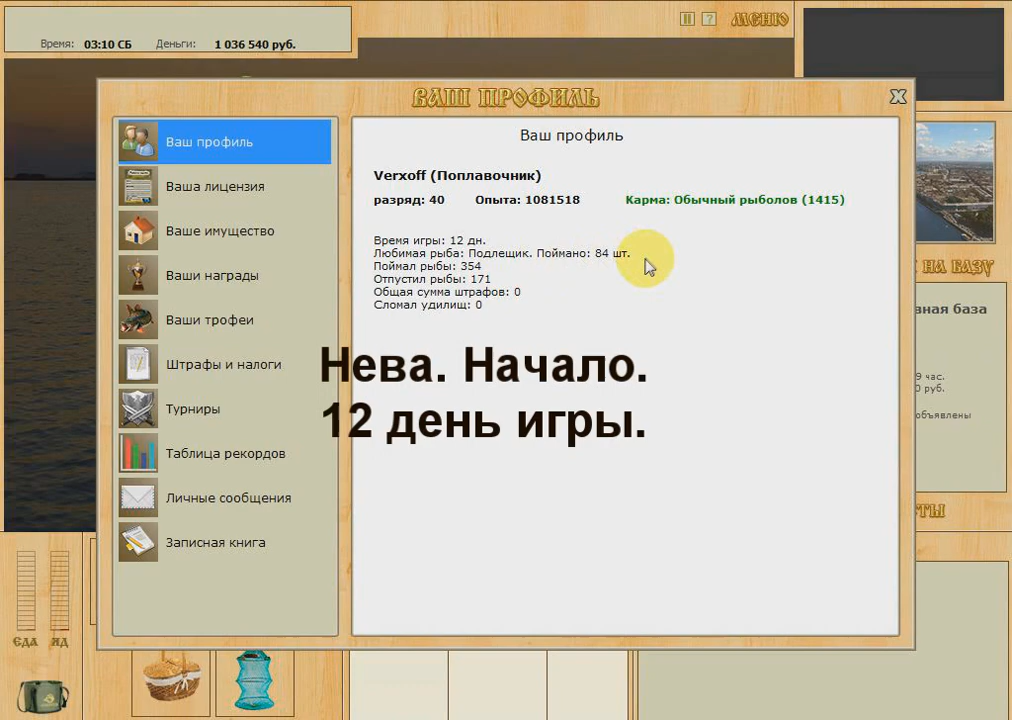 Время: 03:10 СБ Деньги: 1 036 540 руб.
? МЕНЮ
ВАШ ПРОФИЛЬ
X
Ваш профиль
Ваша лицензия
Ваше имущество
Ваши награды
Ваши трофеи
Штрафы и налоги
Турниры
Таблица рекордов
Личные сообщения
Записная книга
Ваш профиль
Verxoff (Поплавочник)
разряд: 40 Опыта: 1081518 Карма: Обычный рыболов (1415)
Время игры: 12 дн.
Любимая рыба: Подлещик. Поймано: 84 шт.
Поймал рыбы: 354
Отпустил рыбы: 171
Общая сумма штрафов: 0
Сломал удилищ: 0
Нева. Начало.
12 день игры.
НА БАЗУ
база
час.
руб.
ЕДА